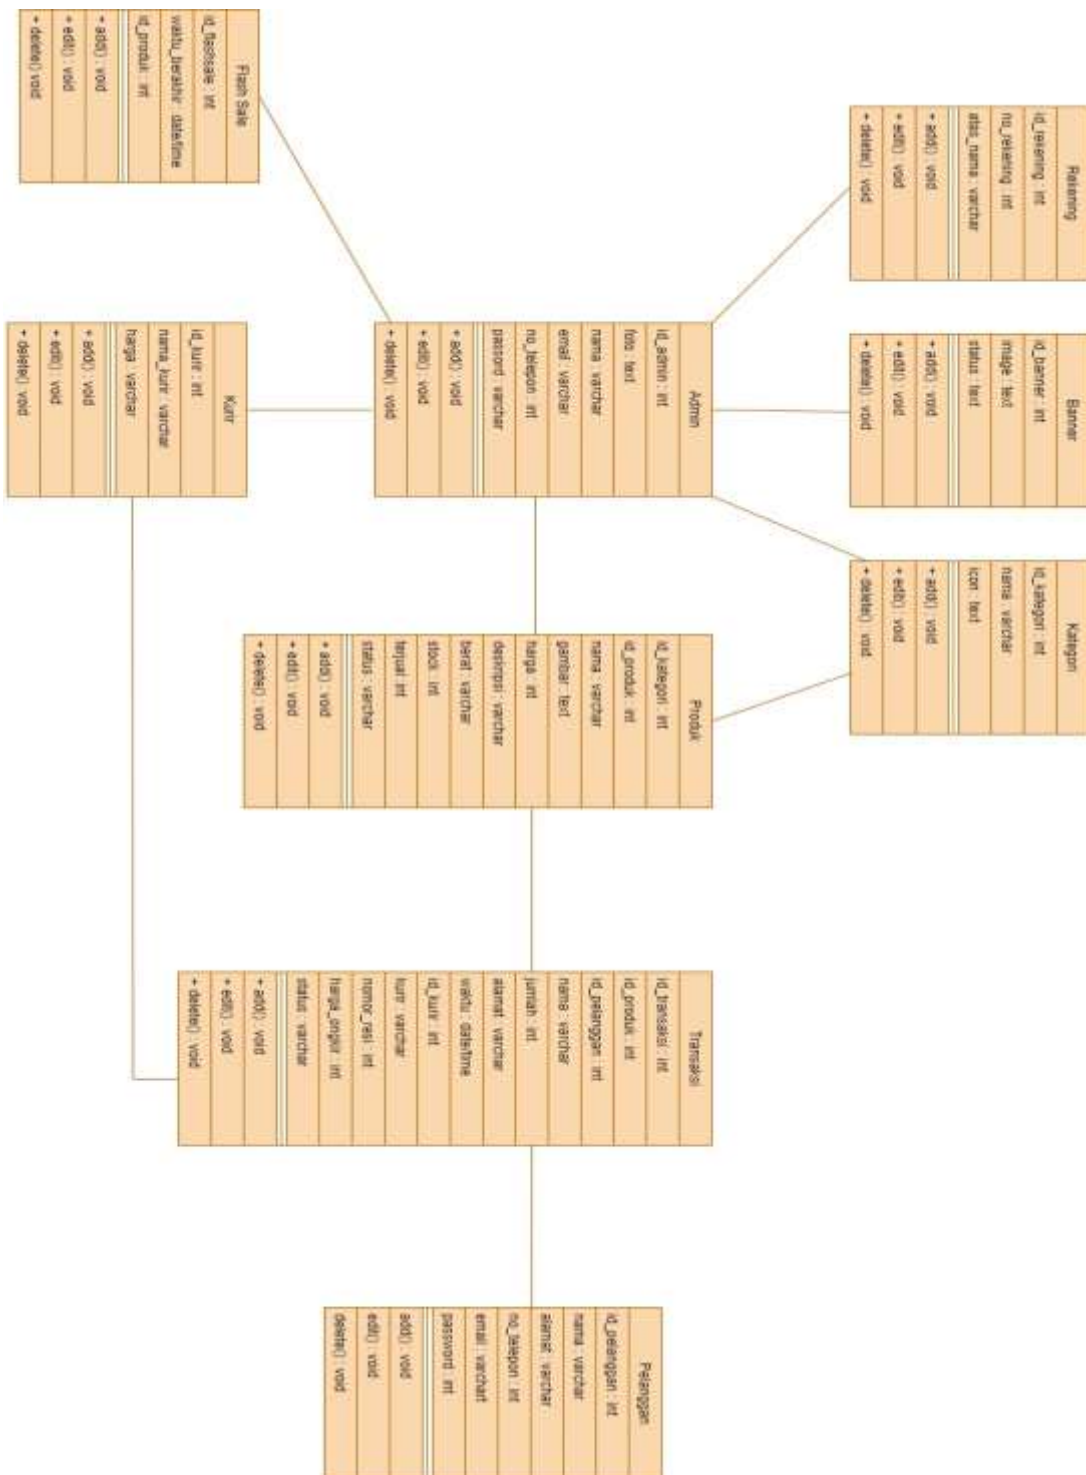 Rekening
id_rekening : int
no_rekening : int
atas_nama : varchar
+ add() : void
+ edit() : void
+ delete() : void
Banner
id_banner : int
image : text
status : text
+ add() : void
+ edit() : void
+ delete() : void
Kategori
id_kategori : int
nama : varchar
icon : text
+ add() : void
+ edit() : void
+ delete() : void
Flash Sale
id_flashsale : int
waktu_berakhir : date/time
id_produk : int
+ add() : void
+ edit() : void
+ delete() void
Admin
id_admin : int
foto : text
nama : varchar
email : varchar
no_telepon : int
passord : varchar
+ add() : void
+ edit() : void
+ delete() : void
Produk
id_kategori : int
id_produk : int
nama : varchar
gambar : text
harga : int
deskripsi : varchar
berat : varchar
stock : int
terjual : int
status : varchar
+ add() : void
+ edit() : void
+ delete() : void
Transaksi
id_transaksi : int
id_produk : int
id_pelanggan : int
nama : varchar
jumlah : int
alamat : varchar
waktu : date/time
id_kurir : int
kurir : varchar
nomor_resi : int
harga_ongkir : int
status : varchar
+ add() : void
+ edit() : void
+ delete() : void
Pelanggan
id_pelanggan : int
nama : varchar
alamat : varchar
no_telepon : int
email : varchart
password : int
add() : void
edit() : void
delete() : void
Kurir
id_kurir : int
nama_kurir : varchar
harga : varchar
+ add() : void
+ edit() : void
+ delete() : void